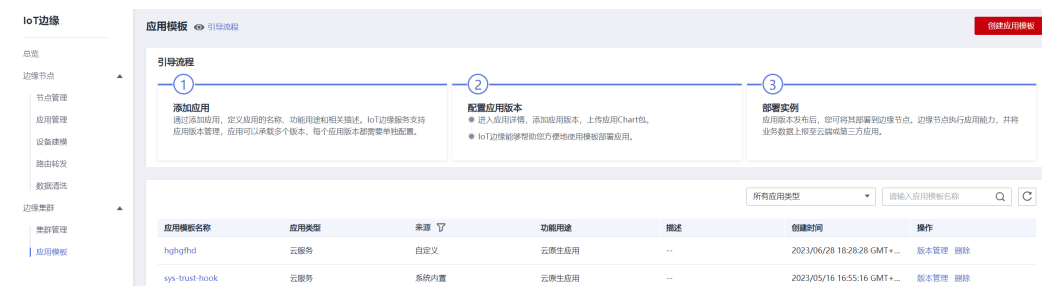 IoT边缘
总览
边缘节点
节点管理
应用管理
设备建模
路由转发
数据清洗
边缘集群
集群管理
应用模板
应用模板 引导流程
创建应用模板
引导流程
1
添加应用
通过添加应用，定义应用的名称、功能用途和相关描述。IoT边缘服务支持
应用版本管理，应用可以承载多个版本，每个应用版本都需要单独配置。
2
配置应用版本
进入应用详情，添加应用版本，上传应用Chart包。
IoT边缘能够帮助您方便地使用模板部署应用。
3
部署实例
应用版本发布后，您可将其部署到边缘节点。边缘节点执行应用能力，并将
业务数据上报至云端或第三方应用。
所有应用类型 请输入应用模板名称
应用模板名称 应用类型 来源 功能用途 描述 创建时间 操作
hghgfhd 云服务 自定义 云原生应用 -- 2023/06/28 18:28:28 GMT+... 版本管理 删除
sys-trust-hook 云服务 系统内置 云原生应用 -- 2023/05/16 16:55:16 GMT+... 版本管理 删除